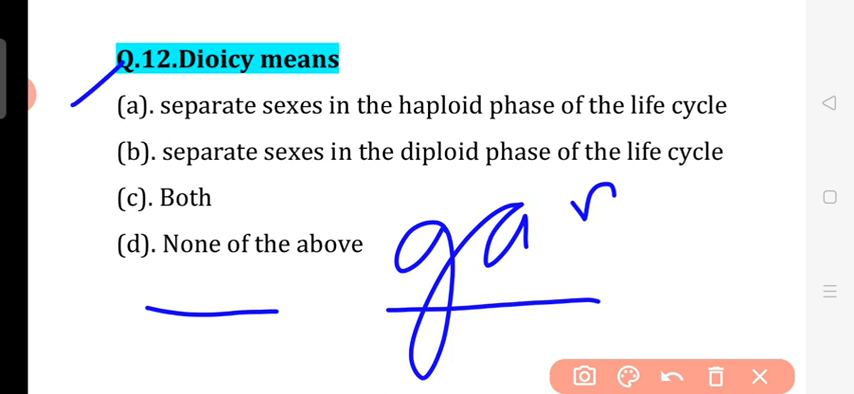 Q.12.Dioicy means
(a). separate sexes in the haploid phase of the life cycle
(b). separate sexes in the diploid phase of the life cycle
(c). Both
(d). None of the above
ga r